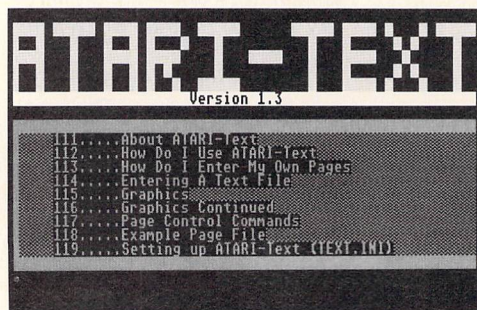 ATARI-TEXT
Version 1.3
111.....About ATARI-Text
112.....How Do I Use ATARI-Text
113.....How Do I Enter My Own Pages
114.....Entering A Text File
115.....Graphics
116.....Graphics Continued
117.....Page Control Commands
118.....Example Page File
119.....Setting up ATARI-Text (TEXT.INI)